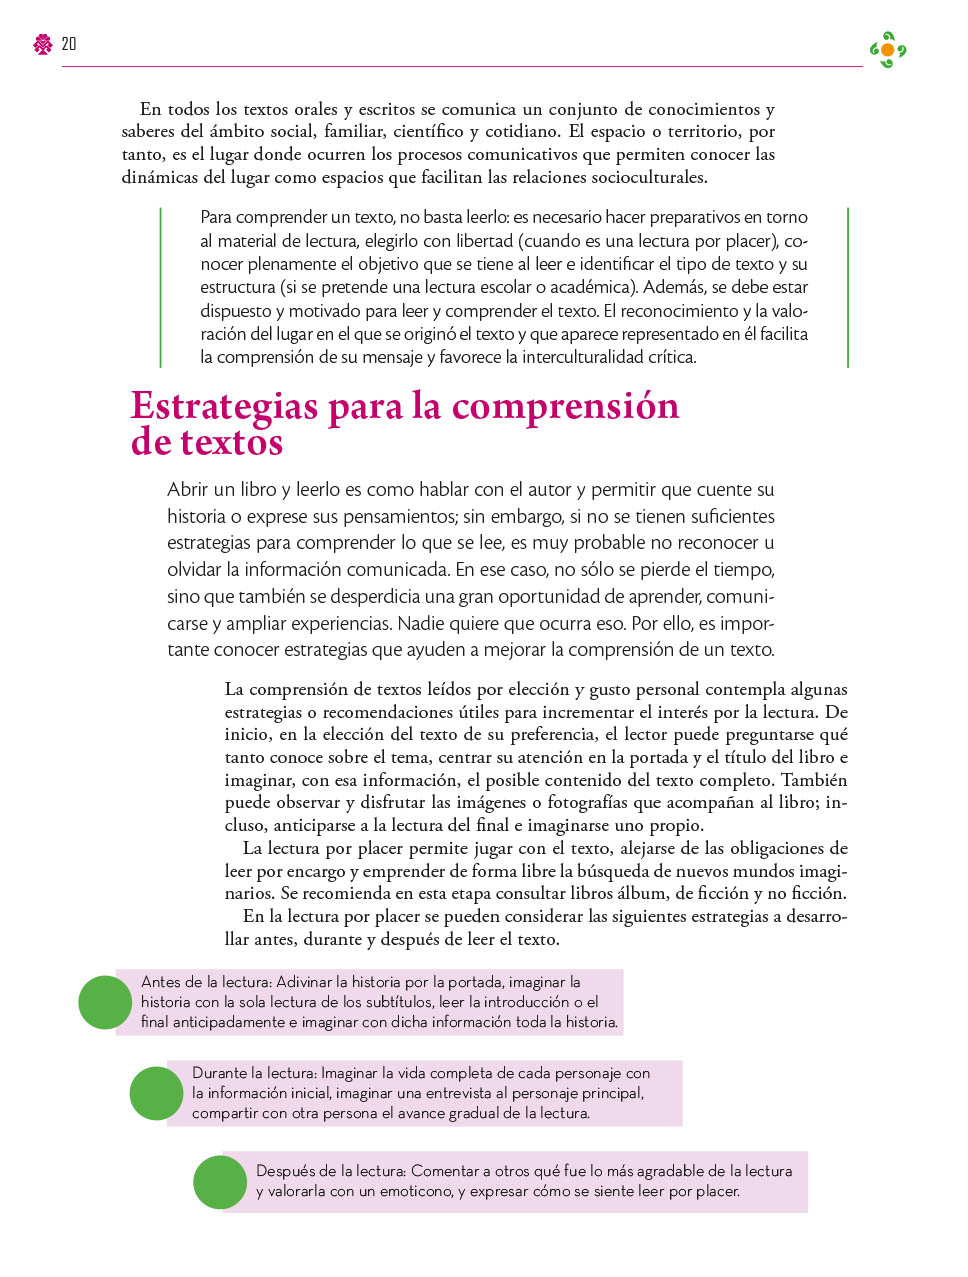 20
En todos los textos orales y escritos se comunica un conjunto de conocimientos y
saberes del ámbito social, familiar, científico y cotidiano. El espacio o territorio, por
tanto, es el lugar donde ocurren los procesos comunicativos que permiten conocer las
dinámicas del lugar como espacios que facilitan las relaciones socioculturales.
Para comprender un texto, no basta leerlo: es necesario hacer preparativos en torno
al material de lectura, elegirlo con libertad (cuando es una lectura por placer), co-
nocer plenamente el objetivo que se tiene al leer e identificar el tipo de texto y su
estructura (si se pretende una lectura escolar o académica). Además, se debe estar
dispuesto y motivado para leer y comprender el texto. El reconocimiento y la valo-
ración del lugar en el que se originó el texto y que aparece representado en él facilita
la comprensión de su mensaje y favorece la interculturalidad crítica.
Estrategias para la comprensión
de textos
Abrir un libro y leerlo es como hablar con el autor y permitir que cuente su
historia o exprese sus pensamientos; sin embargo, si no se tienen suficientes
estrategias para comprender lo que se lee, es muy probable no reconocer u
olvidar la información comunicada. En ese caso, no sólo se pierde el tiempo,
sino que también se desperdicia una gran oportunidad de aprender, comuni-
carse y ampliar experiencias. Nadie quiere que ocurra eso. Por ello, es impor-
tante conocer estrategias que ayuden a mejorar la comprensión de un texto.
La comprensión de textos leídos por elección y gusto personal contempla algunas
estrategias o recomendaciones útiles para incrementar el interés por la lectura. De
inicio, en la elección del texto de su preferencia, el lector puede preguntarse qué
tanto conoce sobre el tema, centrar su atención en la portada y el título del libro e
imaginar, con esa información, el posible contenido del texto completo. También
puede observar y disfrutar las imágenes o fotografías que acompañan al libro; in-
cluso, anticiparse a la lectura del final e imaginarse uno propio.
La lectura por placer permite jugar con el texto, alejarse de las obligaciones de
leer por encargo y emprender de forma libre la búsqueda de nuevos mundos imagi-
narios. Se recomienda en esta etapa consultar libros álbum, de ficción y no ficción.
En la lectura por placer se pueden considerar las siguientes estrategias a desarro-
llar antes, durante y después de leer el texto.
Antes de la lectura: Adivinar la historia por la portada, imaginar la
historia con la sola lectura de los subtítulos, leer la introducción o el
final anticipadamente e imaginar con dicha información toda la historia.
Durante la lectura: Imaginar la vida completa de cada personaje con
la información inicial, imaginar una entrevista al personaje principal,
compartir con otra persona el avance gradual de la lectura.
Después de la lectura: Comentar a otros qué fue lo más agradable de la lectura
y valorarla con un emoticono, y expresar cómo se siente leer por placer.